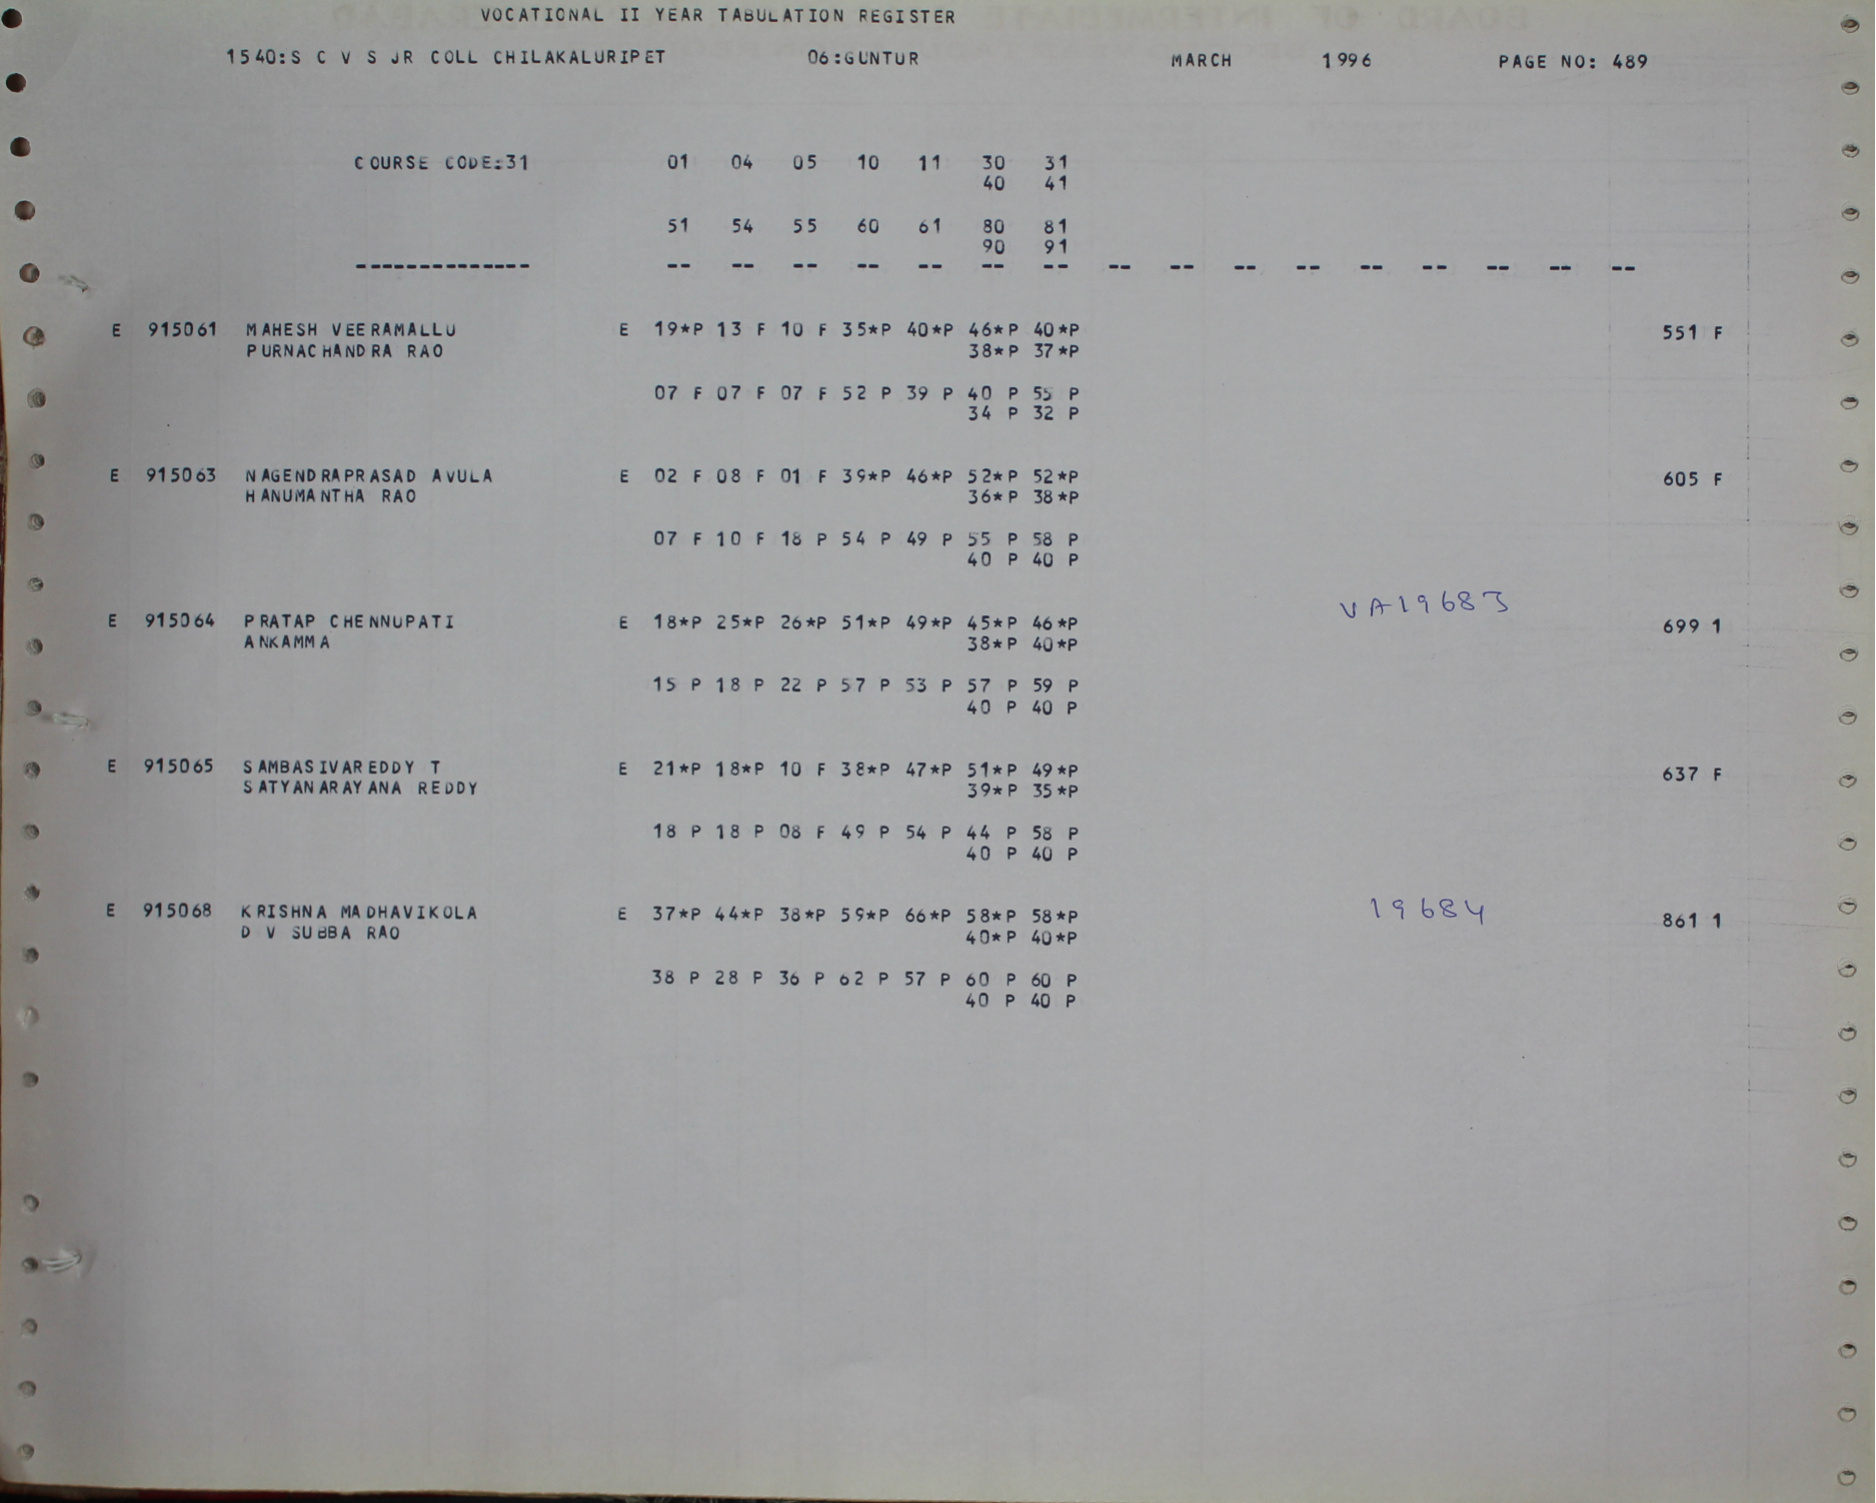 VOCATIONAL II YEAR TABULATION REGISTER
1540:S C V S JR COLL CHILAKALURIPET 06:GUNTUR MARCH 1996 PAGE NO: 489
COURSE CODE:31 01 04 05 10 11 30 31
40 41
51 54 55 60 61 80 81
90 91
-------------- -- -- -- -- -- -- -- -- -- -- -- -- -- -- -- --
E 915061 MAHESH VEERAMALLU E 19*P 13 F 10 F 35*P 40*P 46*P 40*P 551 F
PURNACHANDRA RAO 38*P 37*P
07 F 07 F 07 F 52 P 39 P 40 P 55 P
34 P 32 P
E 915063 NAGENDRAPRASAD AVULA E 02 F 08 F 01 F 39*P 46*P 52*P 52*P 605 F
HANUMANTHA RAO 36*P 38*P
07 F 10 F 18 P 54 P 49 P 55 P 58 P
40 P 40 P
VA19683
E 915064 PRATAP CHENNUPATI E 18*P 25*P 26*P 51*P 49*P 45*P 46*P 699 1
ANKAMMA 38*P 40*P
15 P 18 P 22 P 57 P 53 P 57 P 59 P
40 P 40 P
E 915065 SAMBASIVAREDDY T E 21*P 18*P 10 F 38*P 47*P 51*P 49*P 637 F
SATYANARAYANA REDDY 39*P 35*P
18 P 18 P 08 F 49 P 54 P 44 P 58 P
40 P 40 P
E 915068 KRISHNA MADHAVIKOLA E 37*P 44*P 38*P 59*P 66*P 58*P 58*P 19684 861 1
D V SUBBA RAO 40*P 40*P
38 P 28 P 36 P 62 P 57 P 60 P 60 P
40 P 40 P